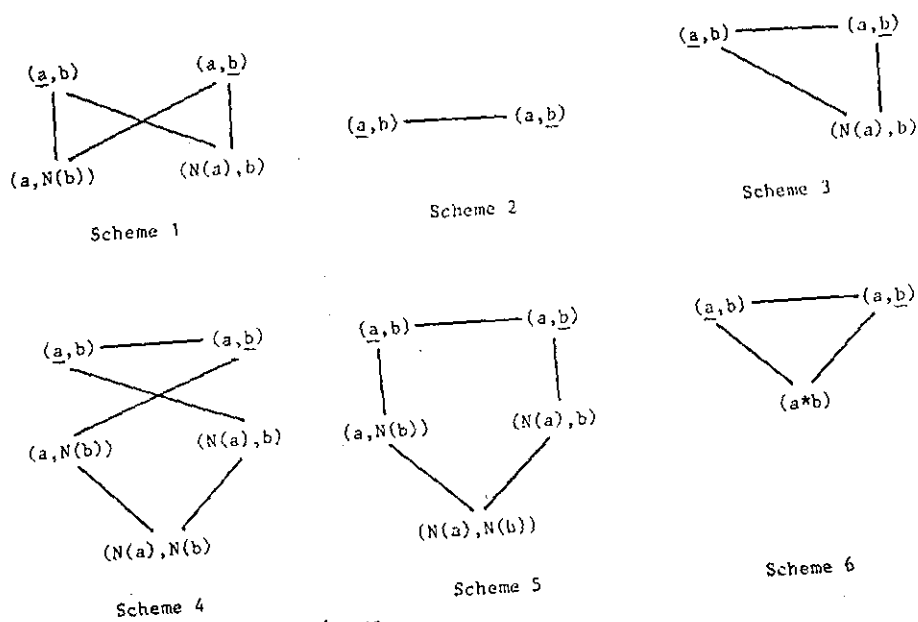 (a,b) (a,b)
(a,N(b)) (N(a),b)
Scheme 1
(a,b) (a,b)
Scheme 2
(a,b) (a,b)
(N(a),b)
Scheme 3
(a,b) (a,b)
(a,N(b)) (N(a),b)
(N(a),N(b)
Scheme 4
(a,b) (a,b)
(a,N(b)) (N(a),b)
(N(a),N(b))
Scheme 5
(a,b) (a,b)
(a*b)
Scheme 6